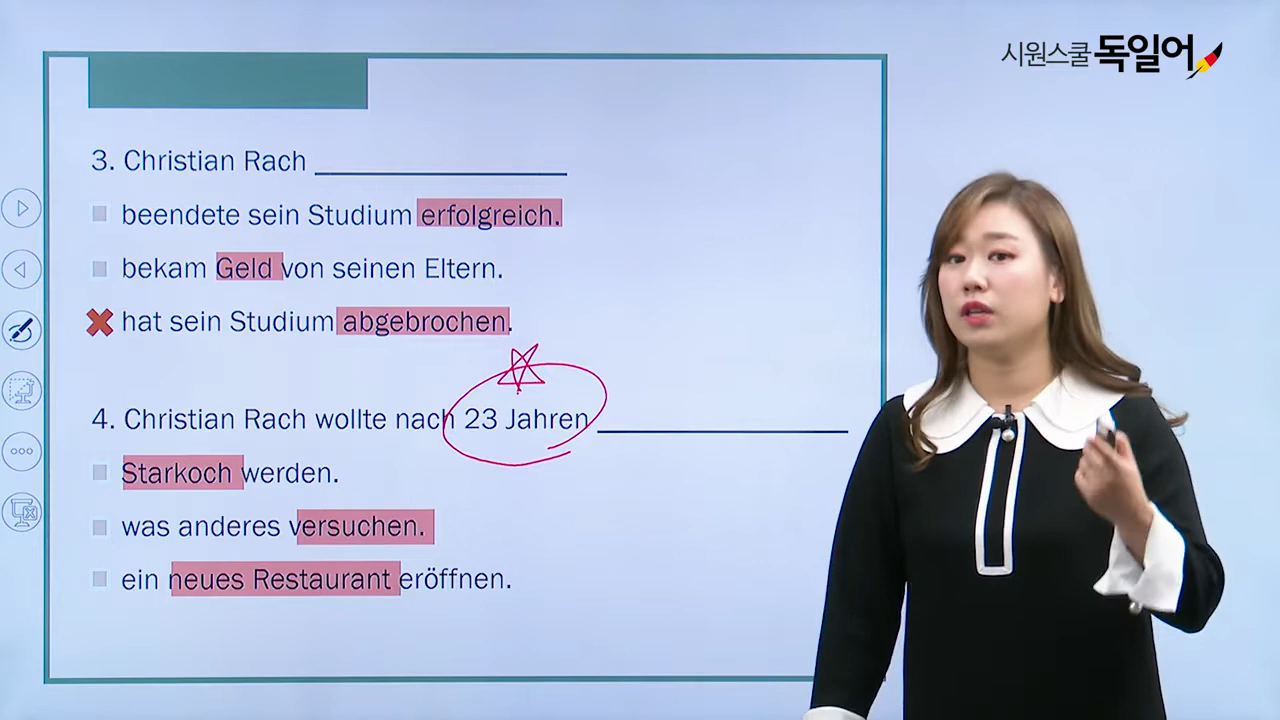 시원스쿨 독일어
3. Christian Rach ____________
beendete sein Studium erfolgreich.
bekam Geld von seinen Eltern.
hat sein Studium abgebrochen.
4. Christian Rach wollte nach 23 Jahren ____________
Starkoch werden.
was anderes versuchen.
ein neues Restaurant eröffnen.